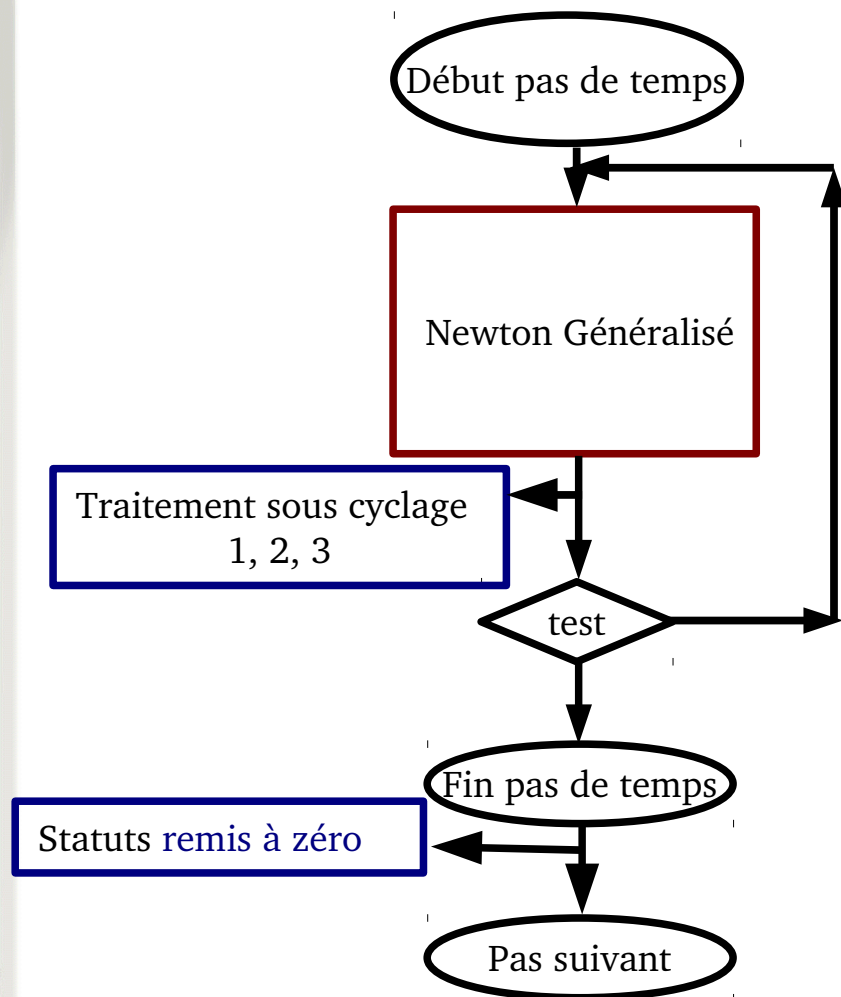 Début pas de temps
Newton Généralisé
Traitement sous cyclage
1, 2, 3
test
Fin pas de temps
Statuts remis à zéro
Pas suivant